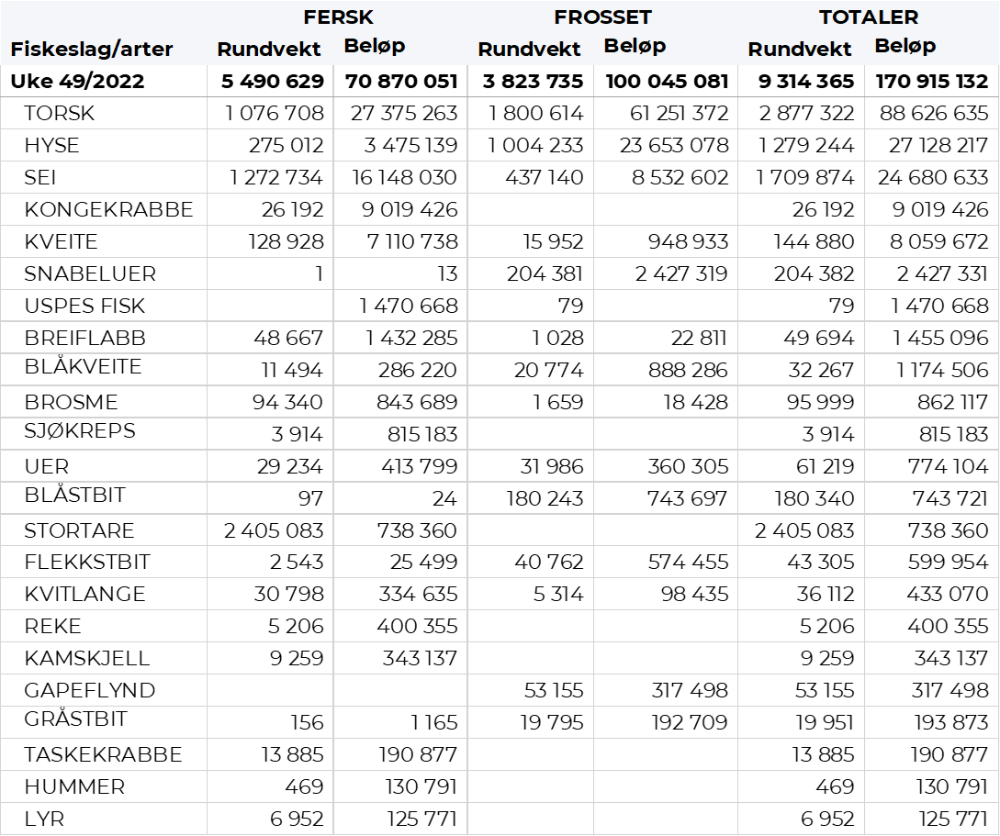 FERSK FROSSET TOTALER
Fiskeslag/arter Rundvekt Beløp Rundvekt Beløp Rundvekt Beløp
Uke 49/2022 5 490 629 70 870 051 3 823 735 100 045 081 9 314 365 170 915 132
TORSK 1 076 708 27 375 263 1 800 614 61 251 372 2 877 322 88 626 635
HYSE 275 012 3 475 139 1 004 233 23 653 078 1 279 244 27 128 217
SEI 1 272 734 16 148 030 437 140 8 532 602 1 709 874 24 680 633
KONGEKRABBE 26 192 9 019 426 26 192 9 019 426
KVEITE 128 928 7 110 738 15 952 948 933 144 880 8 059 672
SNABELUER 1 13 204 381 2 427 319 204 382 2 427 331
USPES FISK 1 470 668 79 79 1 470 668
BREIFLABB 48 667 1 432 285 1 028 22 811 49 694 1 455 096
BLÅKVEITE 11 494 286 220 20 774 888 286 32 267 1 174 506
BROSME 94 340 843 689 1 659 18 428 95 999 862 117
SJØKREPS 3 914 815 183 3 914 815 183
UER 29 234 413 799 31 986 360 305 61 219 774 104
BLÅSTBIT 97 24 180 243 743 697 180 340 743 721
STORTARE 2 405 083 738 360 2 405 083 738 360
FLEKKSTBIT 2 543 25 499 40 762 574 455 43 305 599 954
KVITLANGE 30 798 334 635 5 314 98 435 36 112 433 070
REKE 5 206 400 355 5 206 400 355
KAMSKJELL 9 259 343 137 9 259 343 137
GAPEFLYND 53 155 317 498 53 155 317 498
GRÅSTBIT 156 1 165 19 795 192 709 19 951 193 873
TASKEKRABBE 13 885 190 877 13 885 190 877
HUMMER 469 130 791 469 130 791
LYR 6 952 125 771 6 952 125 771